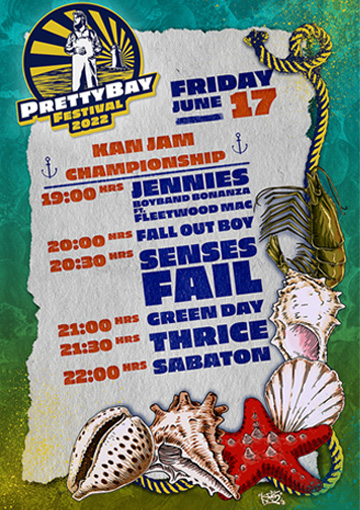 PRETTYBAY
FESTIVAL
2022
FRIDAY
JUNE 17
KAN JAM
CHAMPIONSHIP
19:00 HRS JENNIES
BOYBAND BONANZA
FT.
FLEETWOOD MAC
20:00 HRS FALL OUT BOY
20:30 HRS SENSES
FAIL
21:00 HRS GREEN DAY
21:30 HRS THRICE
22:00 HRS SABATON